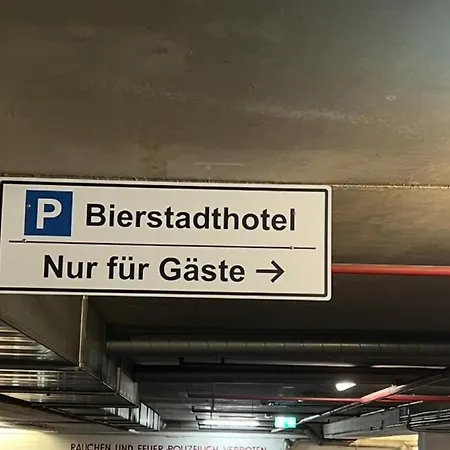 P Bierstadthotel
Nur für Gäste →
RAUCHEN UND FEUER POLIZEILICH VERBOTEN